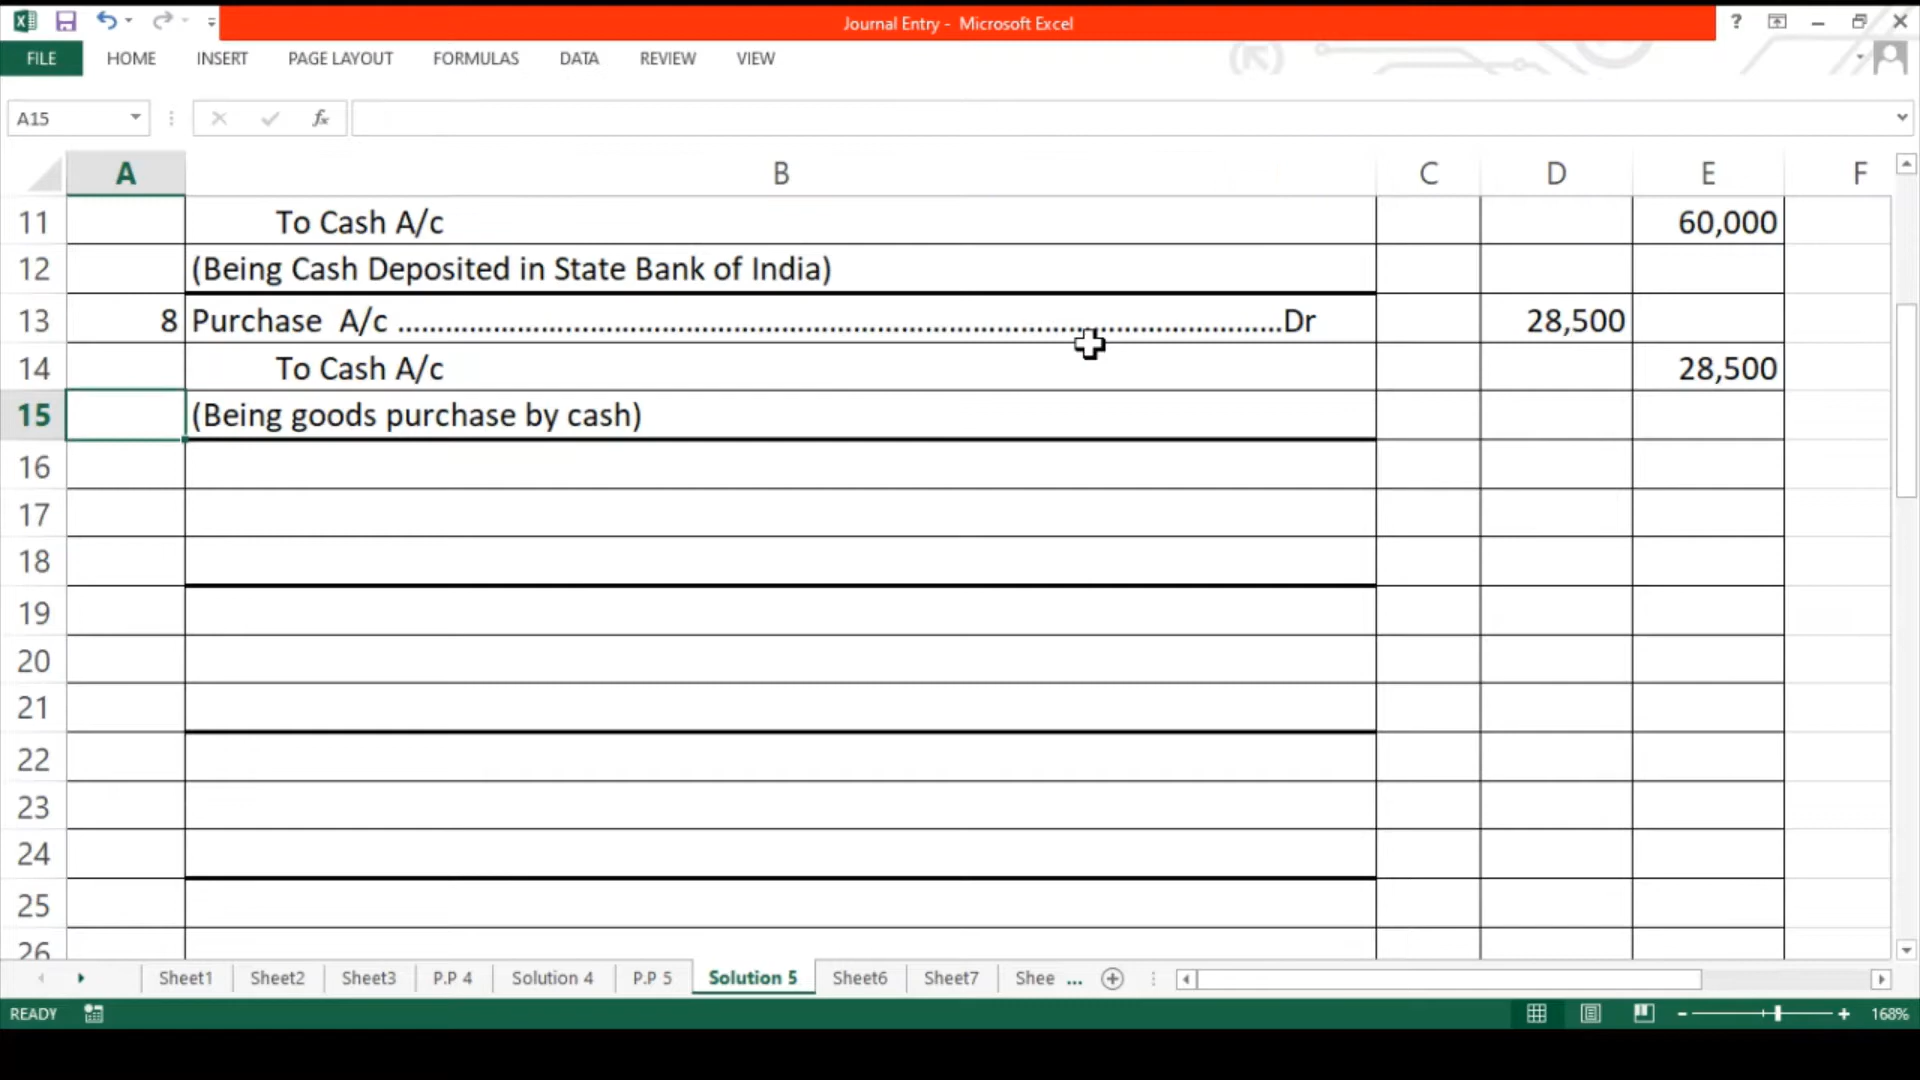 Journal Entry - Microsoft Excel
?
FILE HOME INSERT PAGE LAYOUT FORMULAS DATA REVIEW VIEW
A15 fx
A B C D E F
11 To Cash A/c 60,000
12 (Being Cash Deposited in State Bank of India)
13 8 Purchase A/c ................................................................................................................Dr 28,500
14 To Cash A/c 28,500
15 (Being goods purchase by cash)
16
17
18
19
20
21
22
23
24
25
26
Sheet1 Sheet2 Sheet3 P.P 4 Solution 4 P.P 5 Solution 5 Sheet6 Sheet7 Shee ...
READY 168%